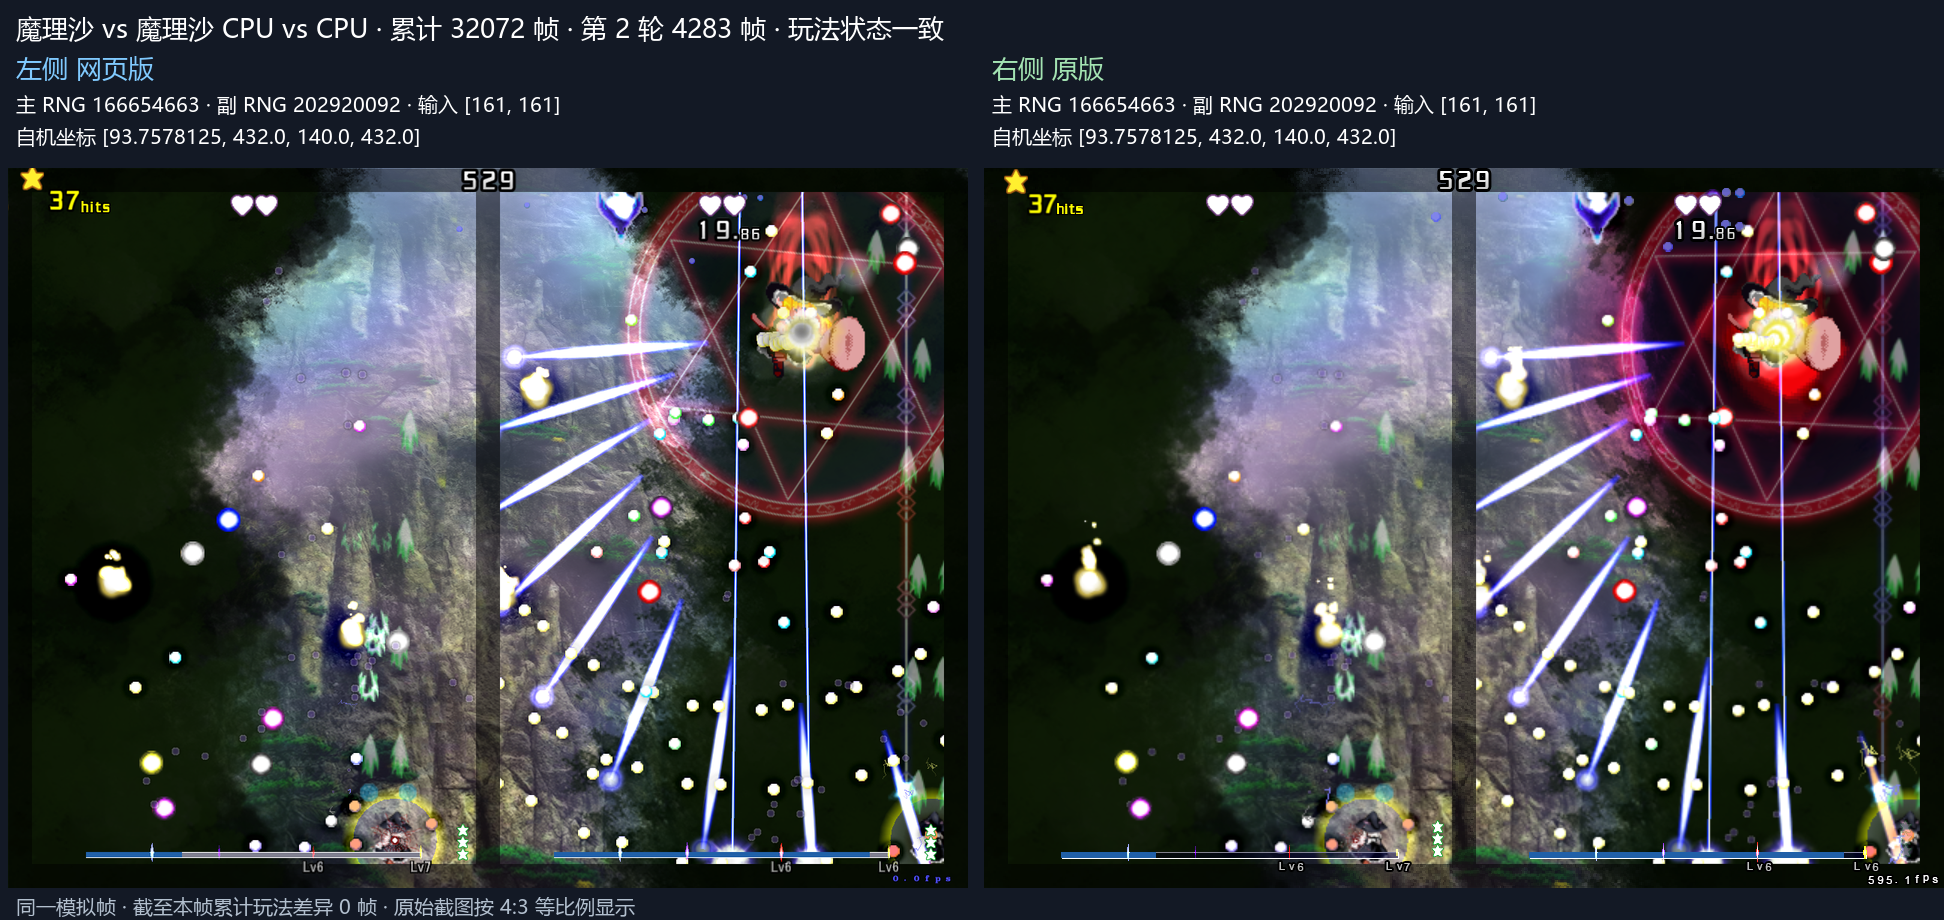 魔理沙 vs 魔理沙 CPU vs CPU · 累计 32072 帧 · 第 2 轮 4283 帧 · 玩法状态一致
左侧 网页版
主 RNG 166654663 · 副 RNG 202920092 · 输入 [161, 161]
自机坐标 [93.7578125, 432.0, 140.0, 432.0]
右侧 原版
主 RNG 166654663 · 副 RNG 202920092 · 输入 [161, 161]
自机坐标 [93.7578125, 432.0, 140.0, 432.0]
529
37hits
19.86
Lv6 Lv7 Lv6 Lv6
0.0fps
529
37hits
19.86
Lv6 Lv7 Lv6 Lv6
595.1fps
同一模拟帧 · 截至本帧累计玩法差异 0 帧 · 原始截图按 4:3 等比例显示